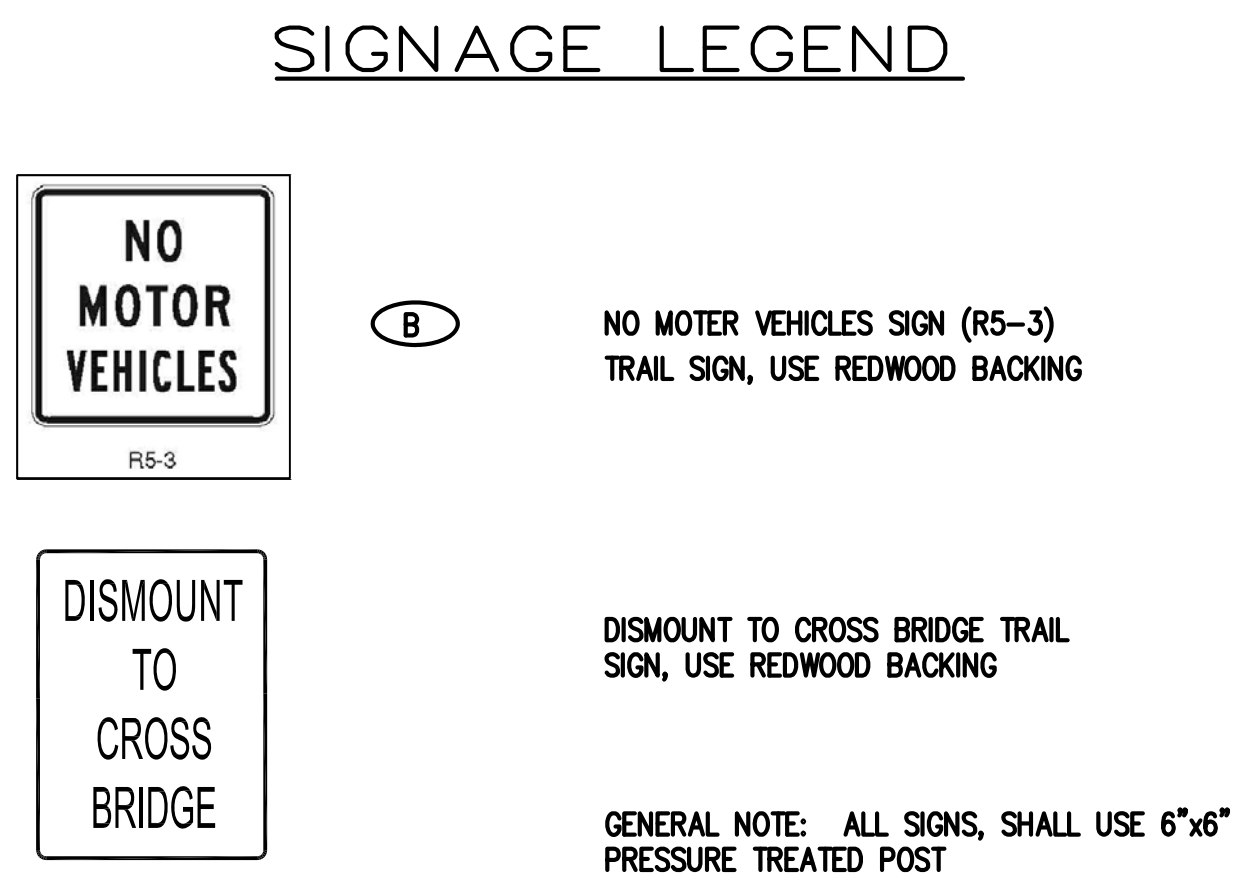 SIGNAGE LEGEND
NO
MOTOR
VEHICLES
R5-3
B
NO MOTER VEHICLES SIGN (R5-3)
TRAIL SIGN, USE REDWOOD BACKING
DISMOUNT
TO
CROSS
BRIDGE
DISMOUNT TO CROSS BRIDGE TRAIL
SIGN, USE REDWOOD BACKING
GENERAL NOTE: ALL SIGNS, SHALL USE 6"x6"
PRESSURE TREATED POST